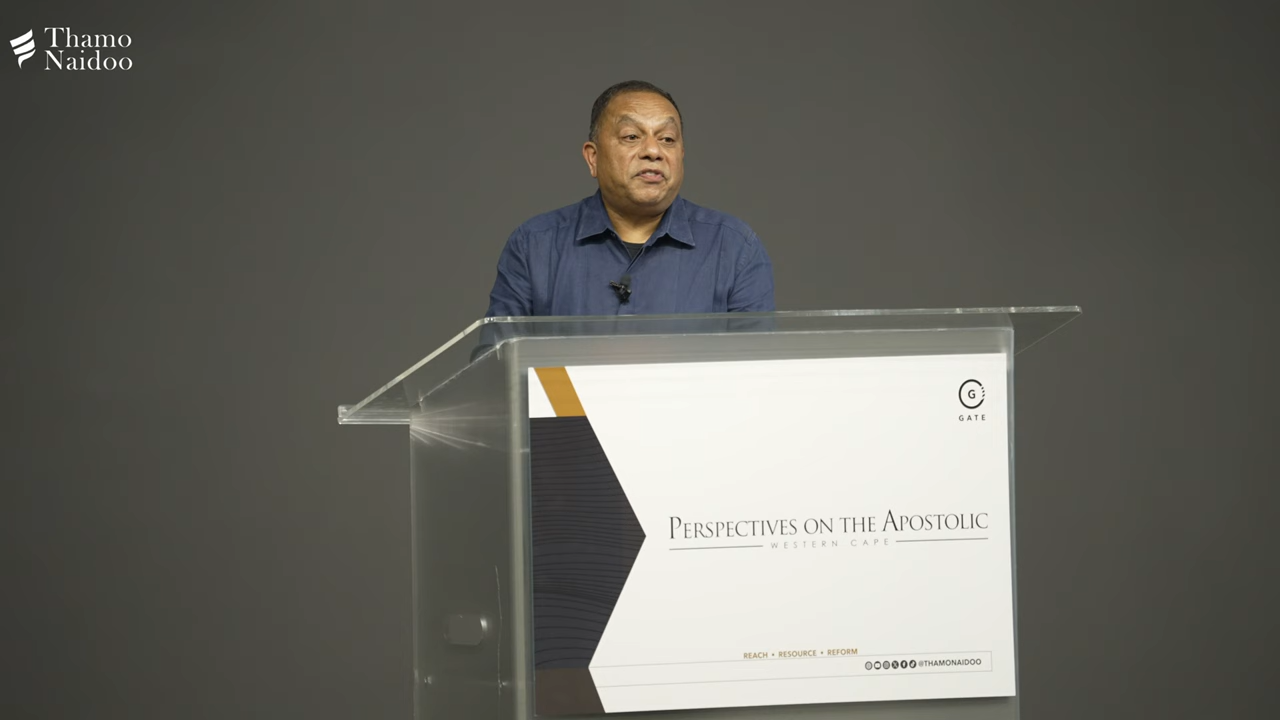 Thamo
Naidoo
G
GATE
PERSPECTIVES ON THE APOSTOLIC
WESTERN CAPE
REACH • RESOURCE • REFORM
@THAMONAIDOO